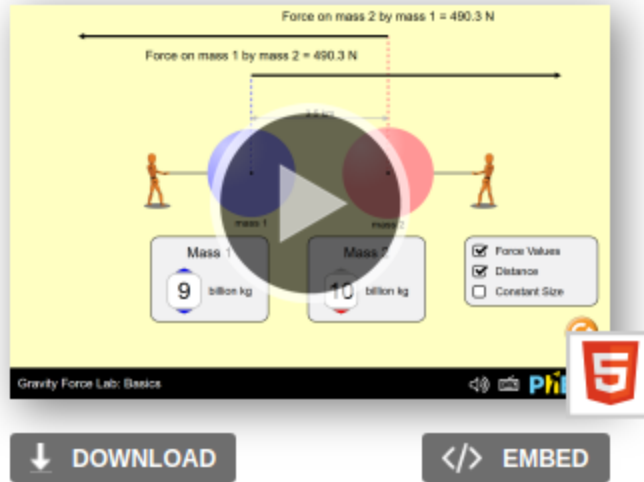 Force on mass 2 by mass 1 = 490.3 N
Force on mass 1 by mass 2 = 490.3 N
mass 1
mass 2
Mass 1
9 billion kg
Mass 2
10 billion kg
Force Values
Distance
Constant Size
Gravity Force Lab: Basics
5
DOWNLOAD
</> EMBED